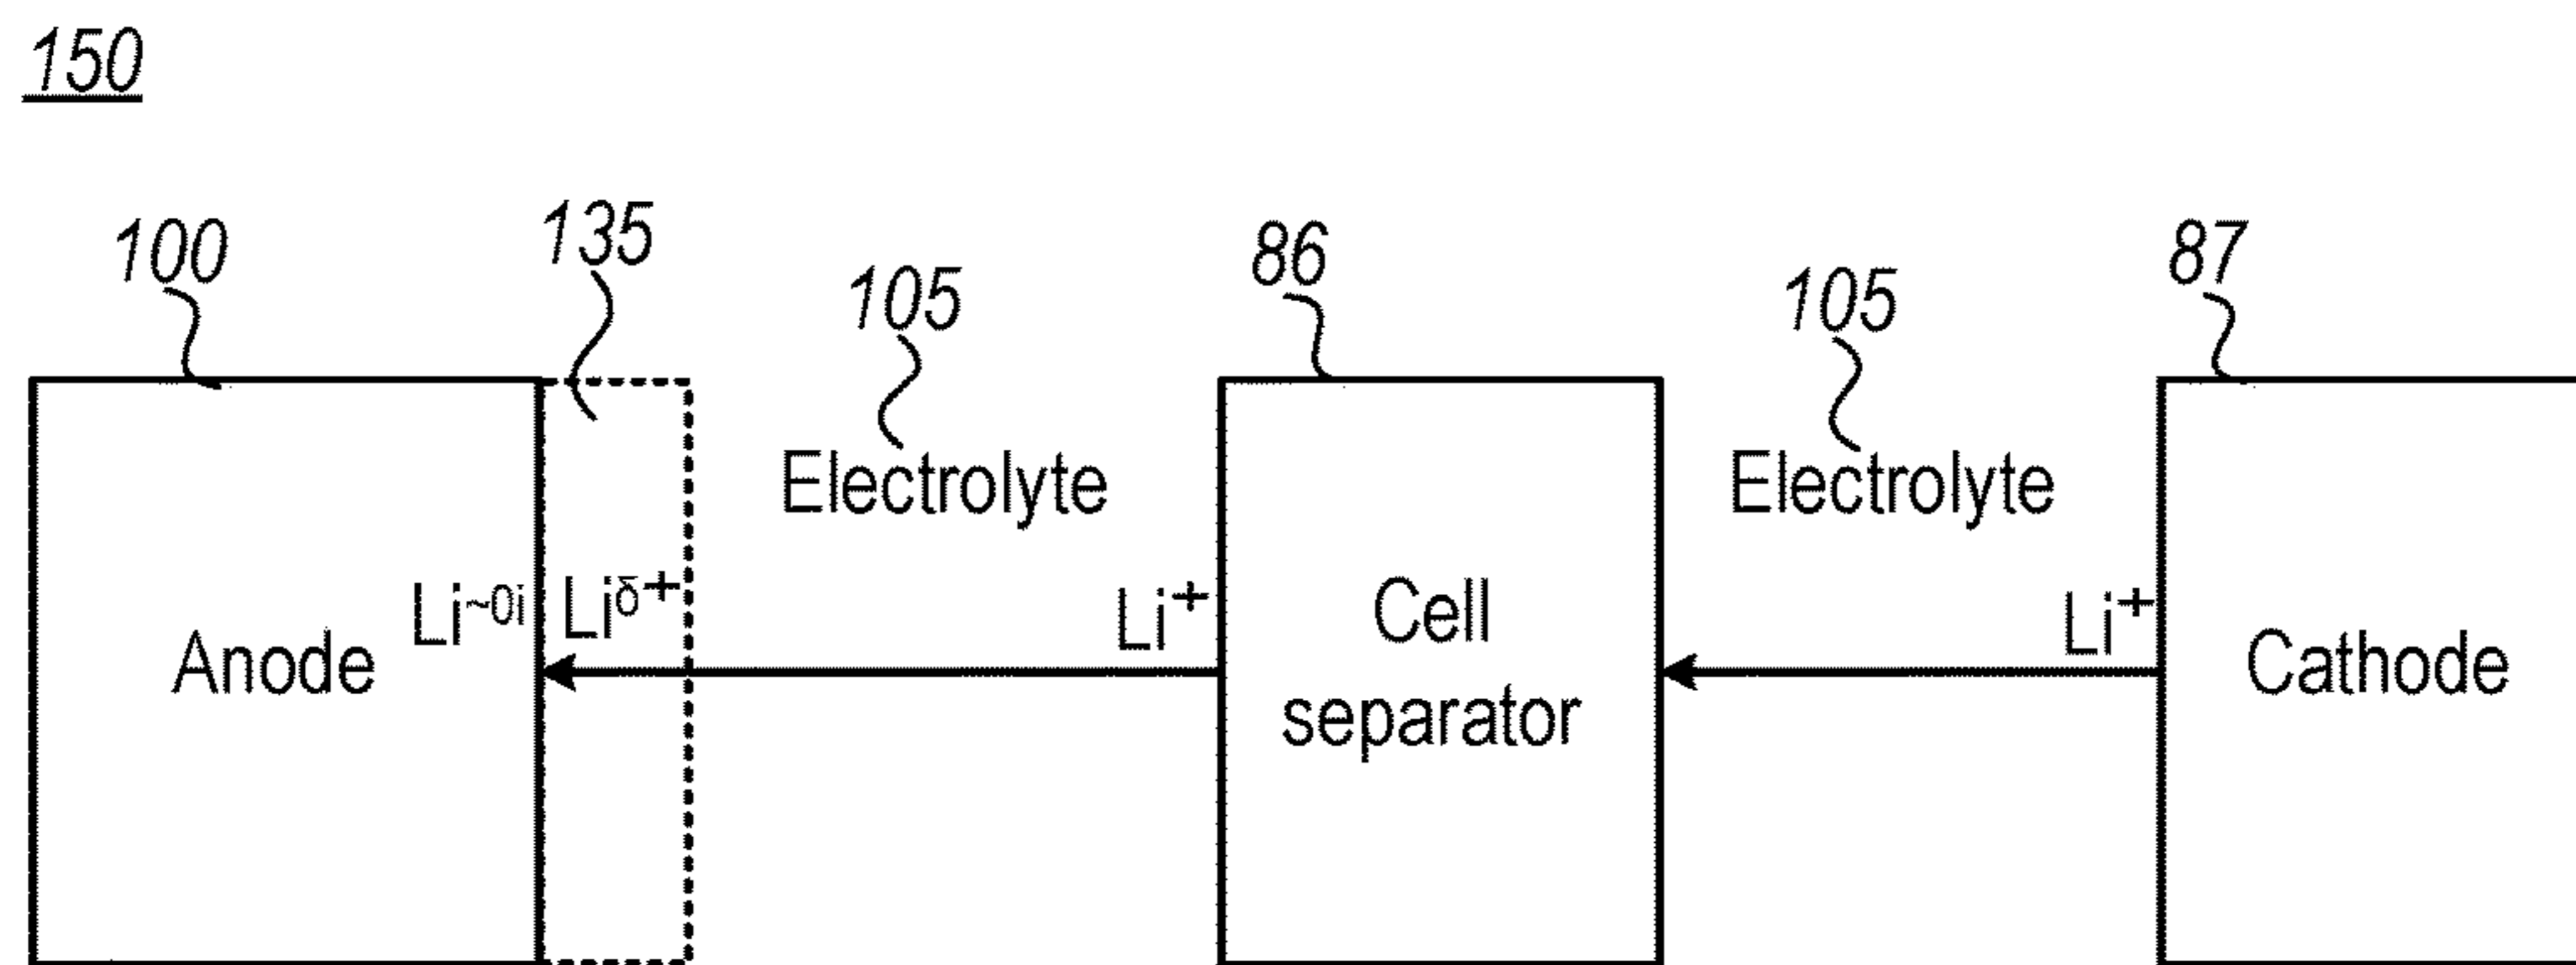 150
100
135
105
86
105
87
Electrolyte
Electrolyte
Li~0i
Liδ+
Li+
Li+
Anode
Cell
separator
Cathode